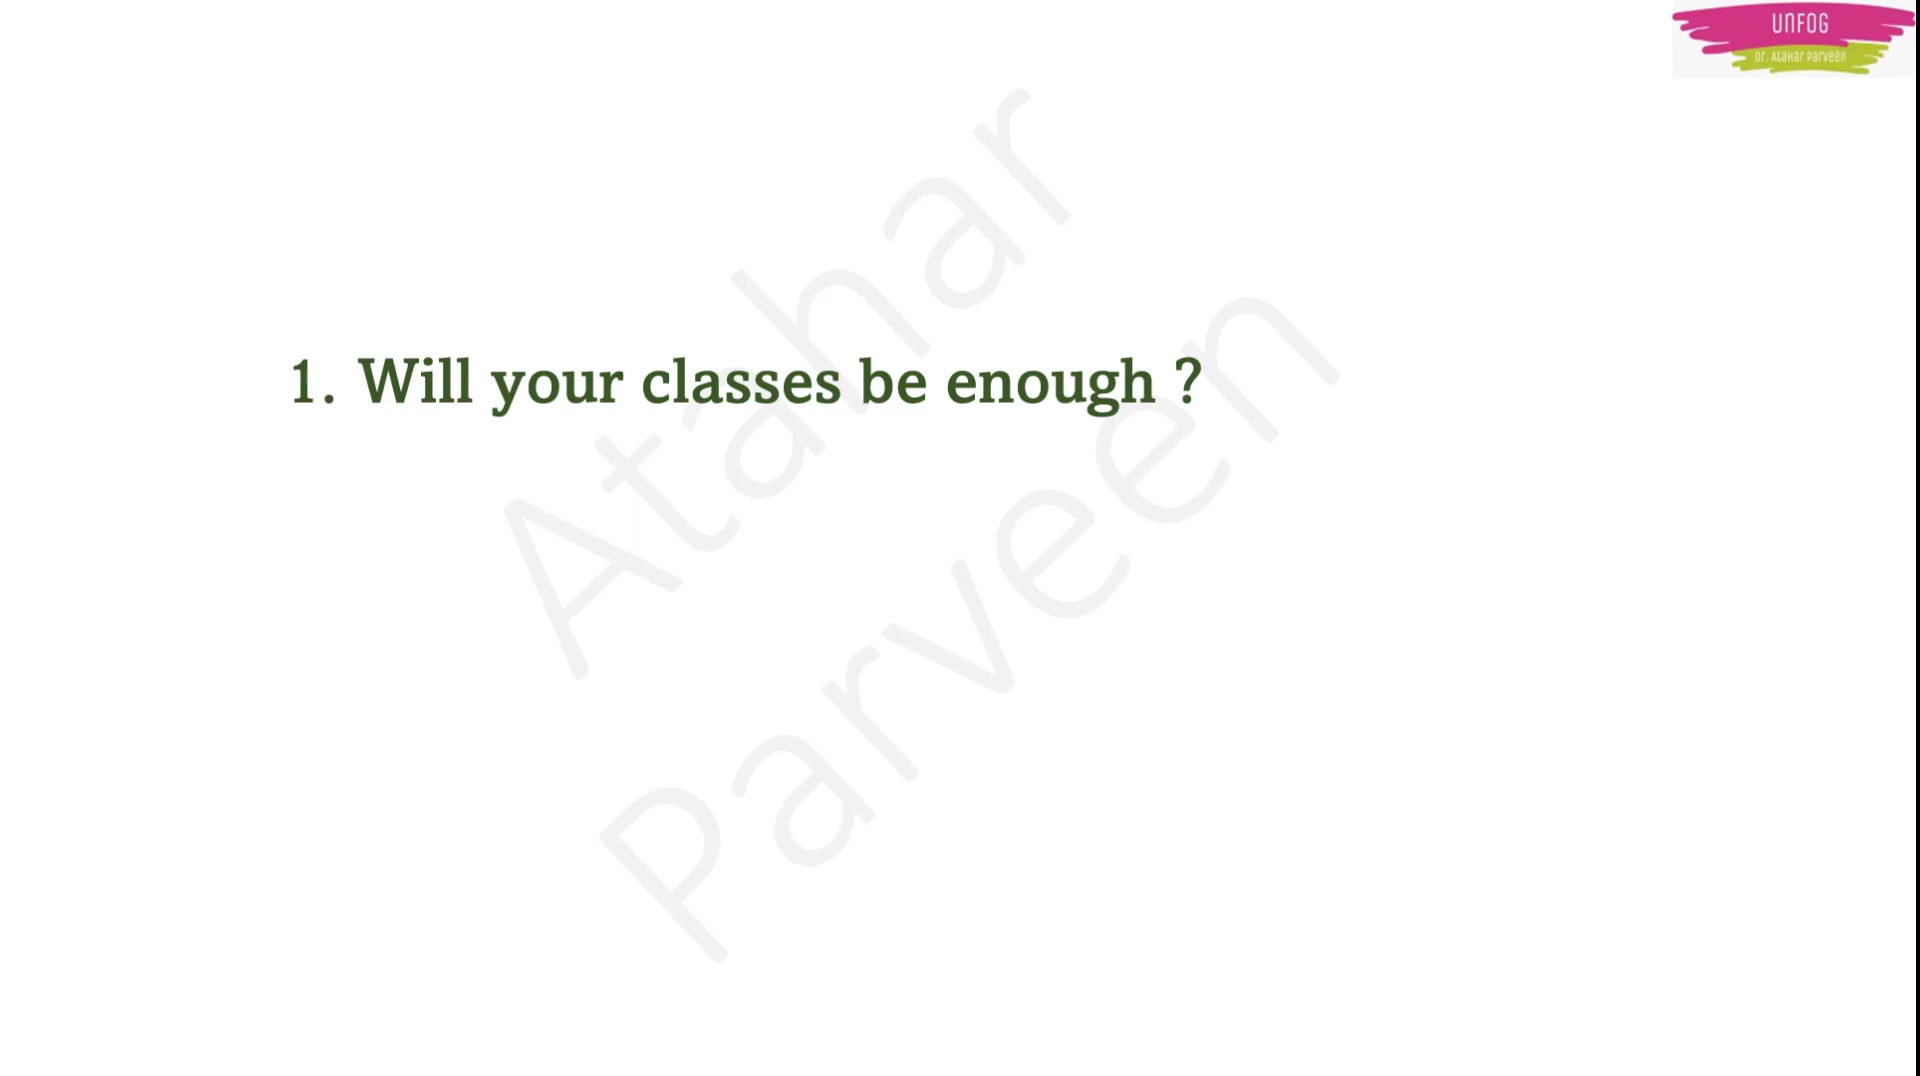 UNFOG
Dr. Atahar Parveen
1. Will your classes be enough ?
Atahar
Parveen